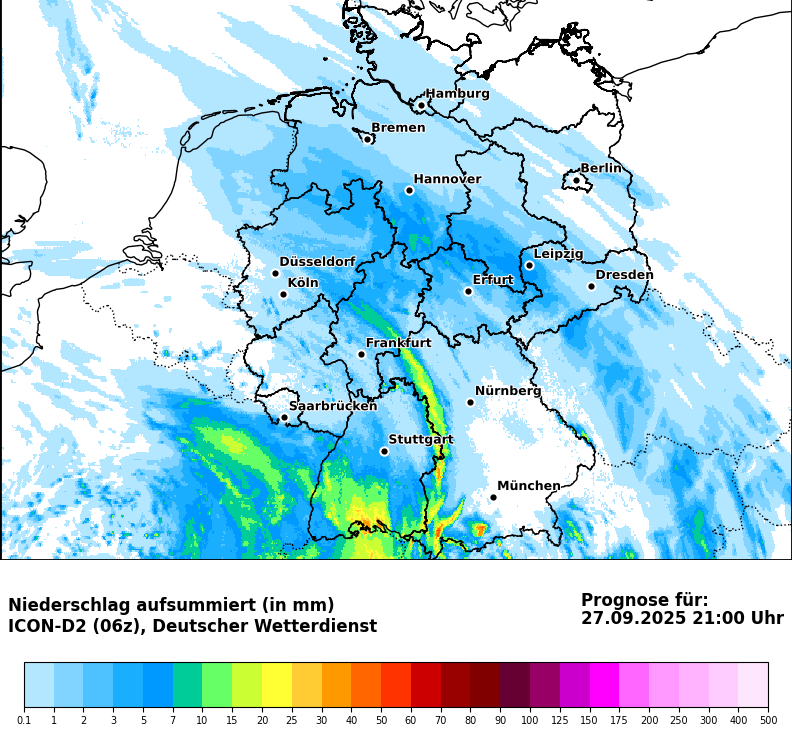 Hamburg
Bremen
Berlin
Hannover
Leipzig
Düsseldorf
Dresden
Köln
Erfurt
Frankfurt
Nürnberg
Saarbrücken
Stuttgart
München
Niederschlag aufsummiert (in mm)
ICON-D2 (06z), Deutscher Wetterdienst
Prognose für:
27.09.2025 21:00 Uhr
0.1 1 2 3 5 7 10 15 20 25 30 40 50 60 70 80 90 100 125 150 175 200 250 300 400 500